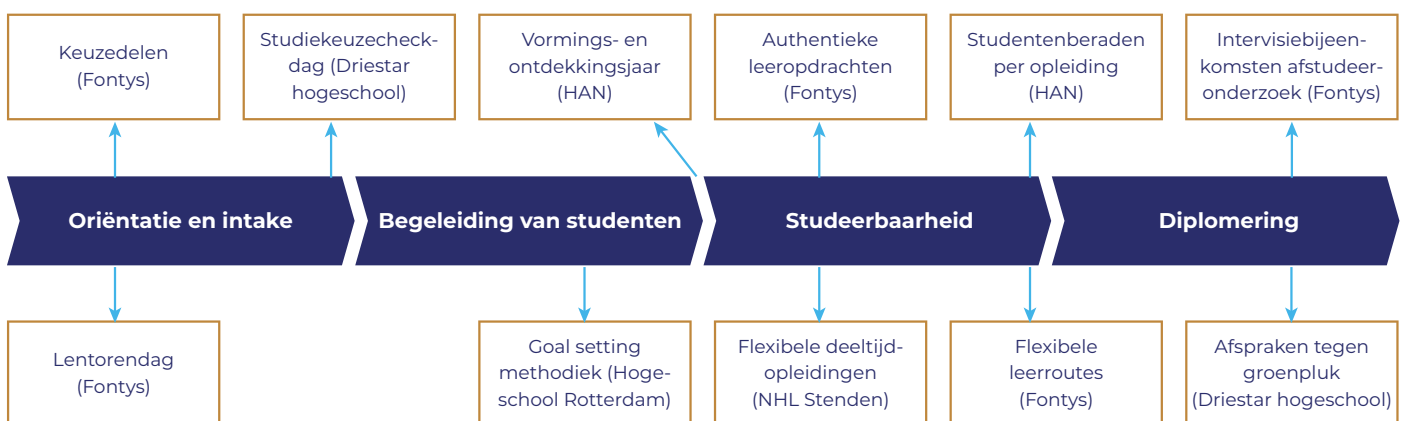 Keuzedelen
(Fontys)
Studiekeuzecheck-
dag (Driestar
hogeschool)
Vormings- en
ontdekkingsjaar
(HAN)
Authentieke
leeropdrachten
(Fontys)
Studentenberaden
per opleiding
(HAN)
Intervisiebijeen-
komsten afstudeer-
onderzoek (Fontys)
Oriëntatie en intake
Begeleiding van studenten
Studeerbaarheid
Diplomering
Lentorendag
(Fontys)
Goal setting
methodiek (Hoge-
school Rotterdam)
Flexibele deeltijd-
opleidingen
(NHL Stenden)
Flexibele
leerroutes
(Fontys)
Afspraken tegen
groenpluk
(Driestar hogeschool)